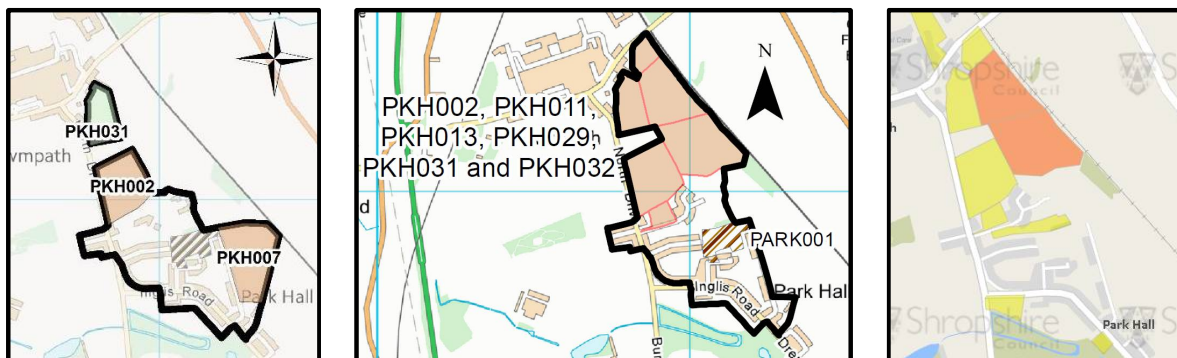 PKH031
PKH002
PKH007
Inglis Road
Park Hall
N
PKH002, PKH011,
PKH013, PKH029,
PKH031 and PKH032
d
PARK001
Inglis Road
Park Hal
Dre
Shropshire
Council
Park Hall
Shropshire
Council